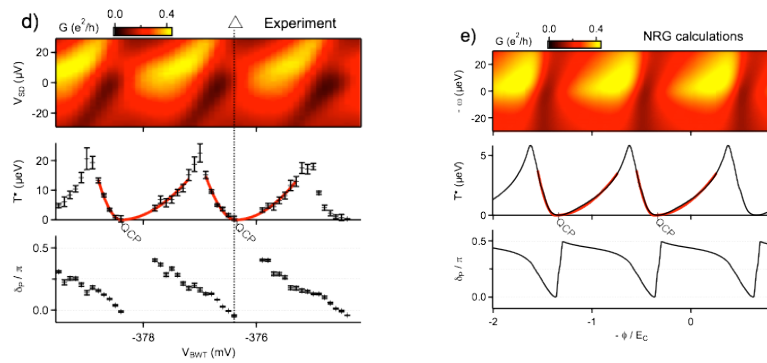 d)
G (e²/h)
0.0
0.4
Experiment
V_SD (μV)
20
0
-20
T* (μeV)
20
10
0
QCP
QCP
δ_P / π
0.5
0.0
-378
-376
V_BWT (mV)
e)
G (e²/h)
0.0
0.4
NRG calculations
- ω (μeV)
20
0
-20
T* (μeV)
5
0
QCP
QCP
δ_P / π
0.5
0.0
-2
-1
0
- ϕ / E_C